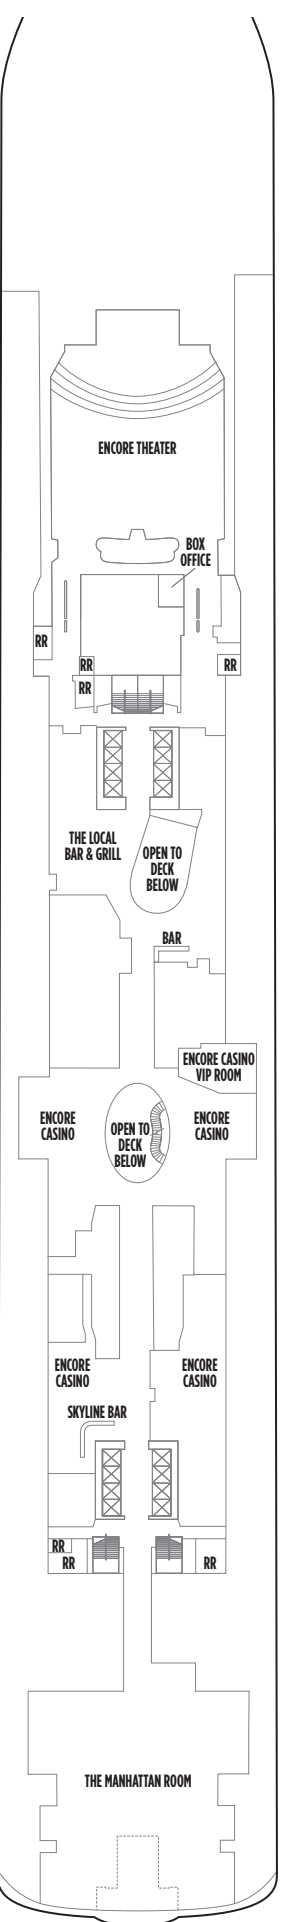 ENCORE THEATER
BOX
OFFICE
RR
RR
RR
RR
THE LOCAL
BAR & GRILL
OPEN TO
DECK
BELOW
BAR
ENCORE CASINO
VIP ROOM
ENCORE
CASINO
OPEN TO
DECK
BELOW
ENCORE
CASINO
ENCORE
CASINO
ENCORE
CASINO
SKYLINE BAR
RR
RR
RR
THE MANHATTAN ROOM